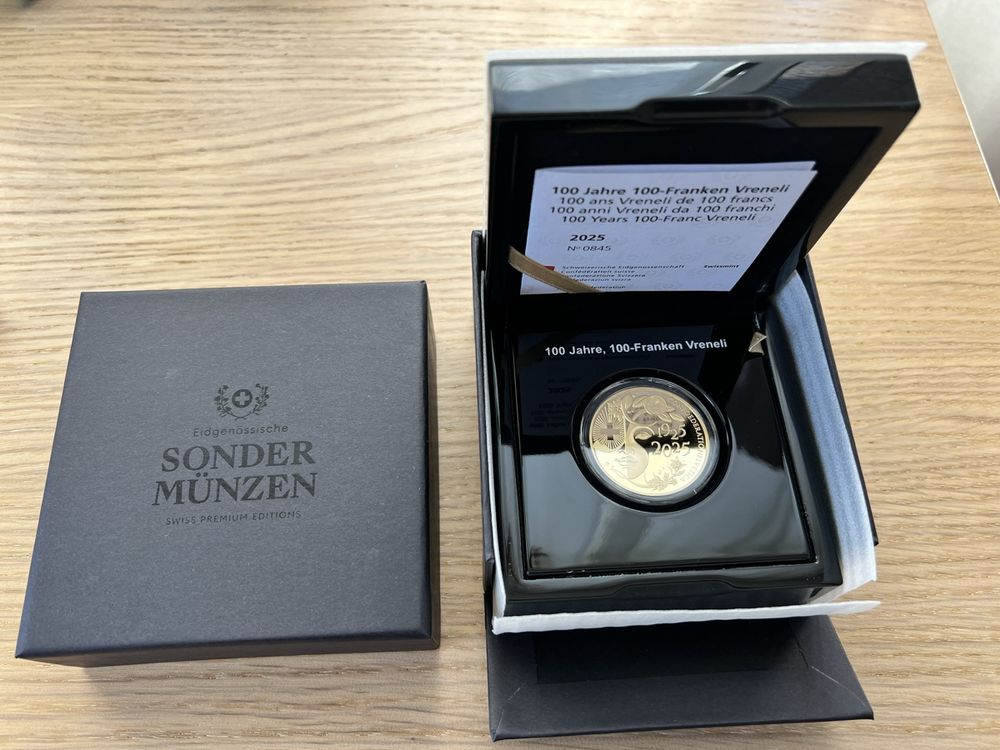 Eidgenössische
SONDER
MÜNZEN
SWISS PREMIUM EDITIONS
100 Jahre 100-Franken Vreneli
100 ans Vreneli de 100 francs
100 anni Vreneli da 100 franchi
100 Years 100-Franc Vreneli
2025
No 0845
Schweizerische Eidgenossenschaft Swissmint
Confédération suisse
Confederazione Svizzera
100 Jahre, 100-Franken Vreneli
1925
2025